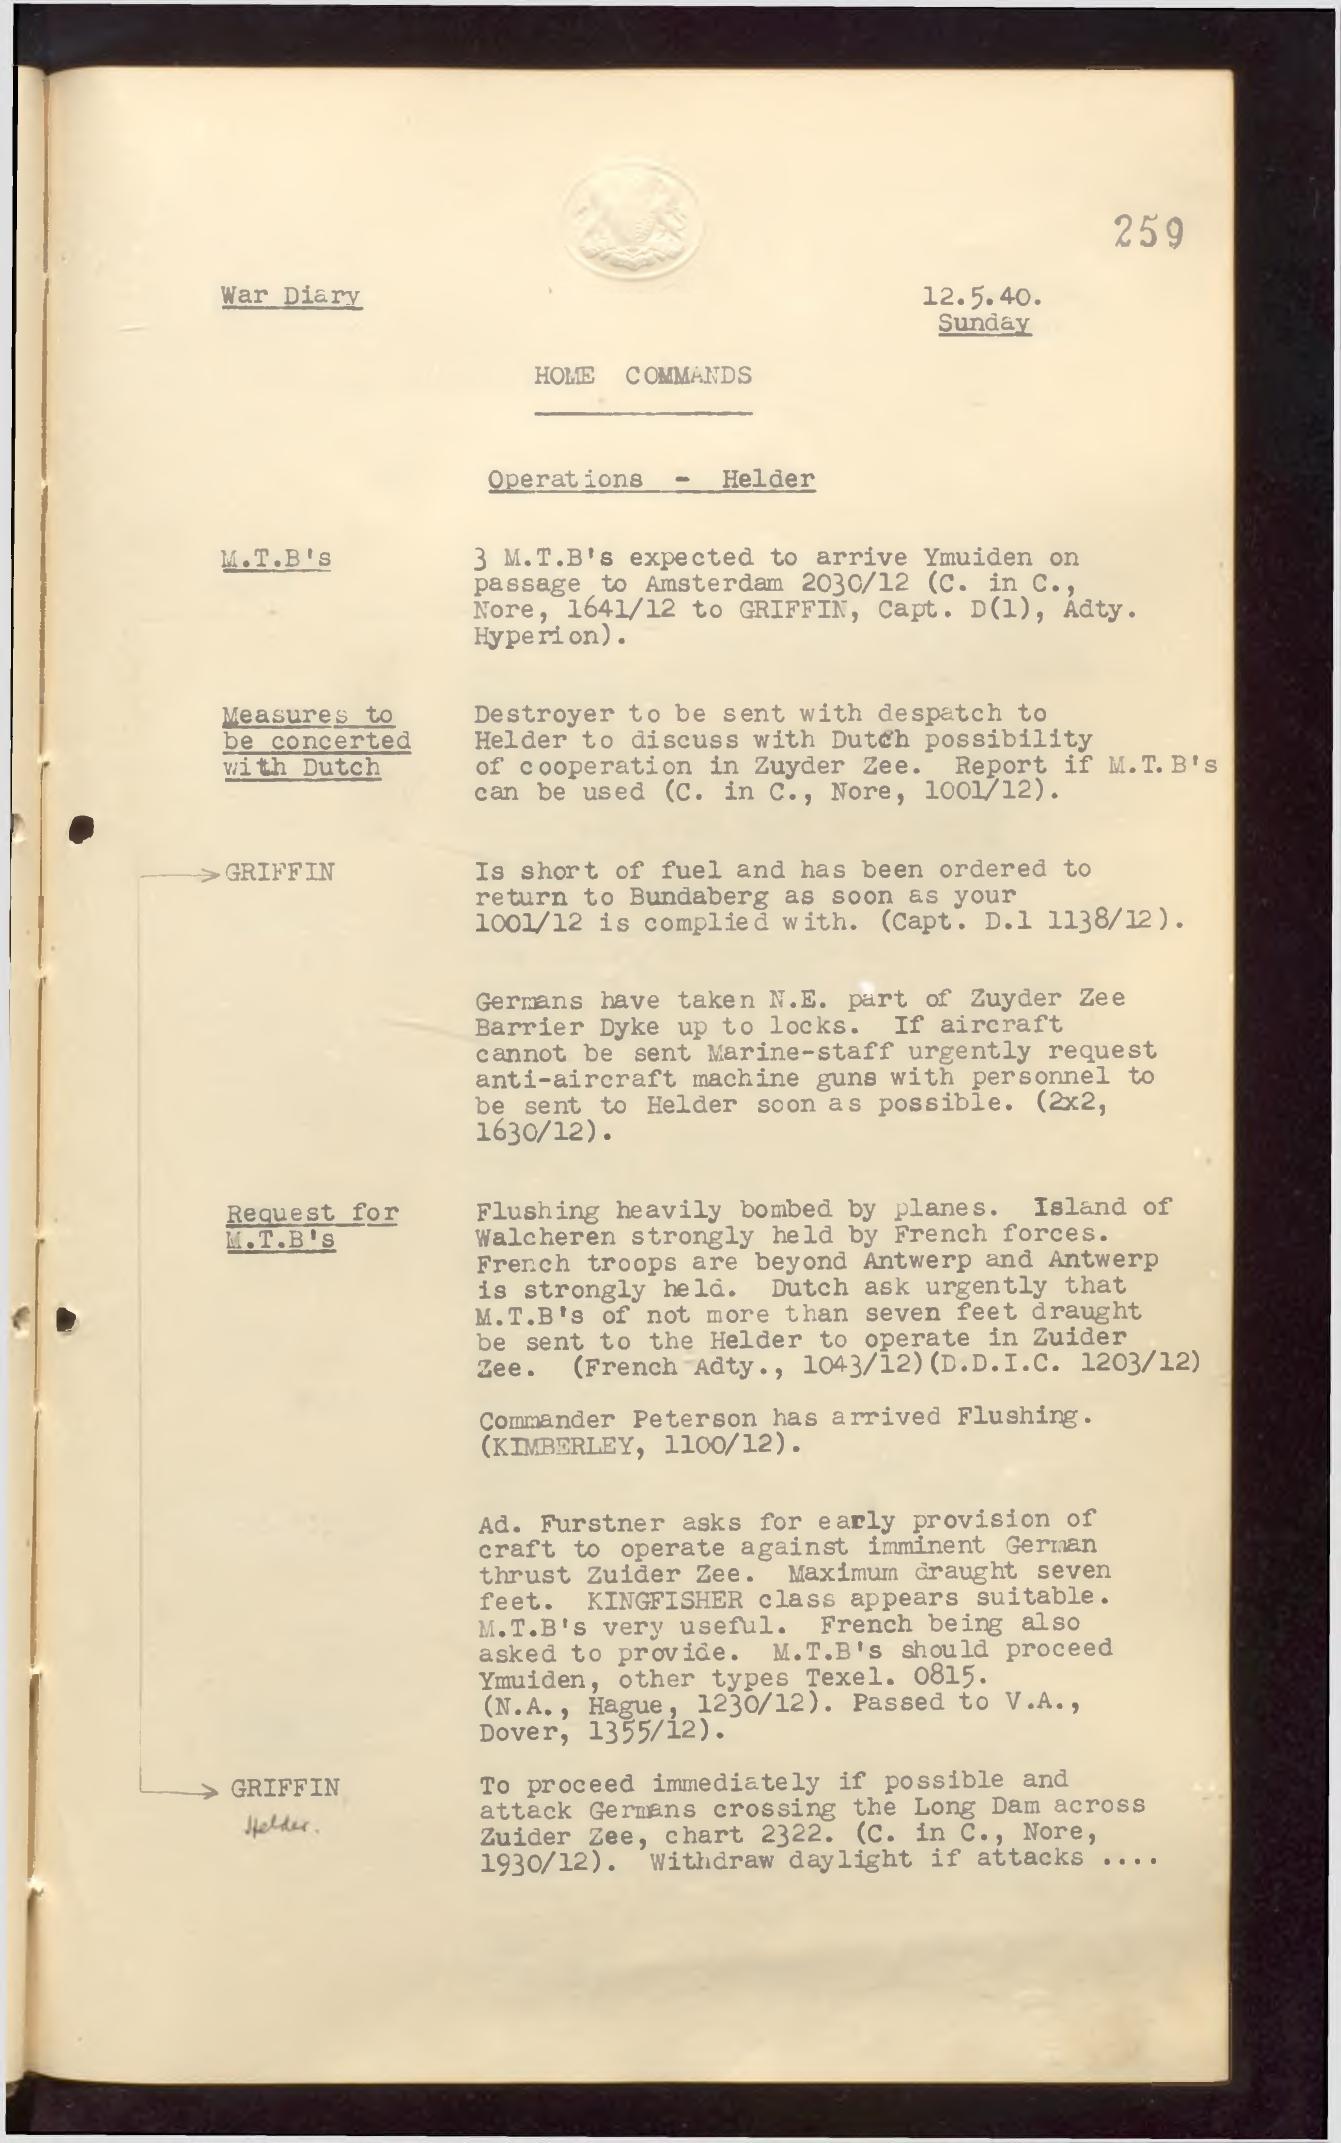 259
War Diary
12.5.40.
Sunday
HOME COMMANDS
Operations - Helder
M.T.B's
3 M.T.B's expected to arrive Ymuiden on
passage to Amsterdam 2030/12 (C. in C.,
Nore, 1641/12 to GRIFFIN, Capt. D(1), Adty.
Hyperion).
Measures to
be concerted
with Dutch
Destroyer to be sent with despatch to
Helder to discuss with Dutch possibility
of cooperation in Zuyder Zee. Report if M.T.B's
can be used (C. in C., Nore, 1001/12).
GRIFFIN
Is short of fuel and has been ordered to
return to Bundaberg as soon as your
1001/12 is complied with. (Capt. D.1 1138/12).
Germans have taken N.E. part of Zuyder Zee
Barrier Dyke up to locks. If aircraft
cannot be sent Marine-staff urgently request
anti-aircraft machine guns with personnel to
be sent to Helder soon as possible. (2x2,
1630/12).
Request for
M.T.B's
Flushing heavily bombed by planes. Island of
Walcheren strongly held by French forces.
French troops are beyond Antwerp and Antwerp
is strongly held. Dutch ask urgently that
M.T.B's of not more than seven feet draught
be sent to the Helder to operate in Zuider
Zee. (French Adty., 1043/12)(D.D.I.C. 1203/12)
Commander Peterson has arrived Flushing.
(KIMBERLEY, 1100/12).
Ad. Furstner asks for early provision of
craft to operate against imminent German
thrust Zuider Zee. Maximum draught seven
feet. KINGFISHER class appears suitable.
M.T.B's very useful. French being also
asked to provide. M.T.B's should proceed
Ymuiden, other types Texel. 0815.
(N.A., Hague, 1230/12). Passed to V.A.,
Dover, 1355/12).
GRIFFIN
Helder.
To proceed immediately if possible and
attack Germans crossing the Long Dam across
Zuider Zee, chart 2322. (C. in C., Nore,
1930/12). Withdraw daylight if attacks ....